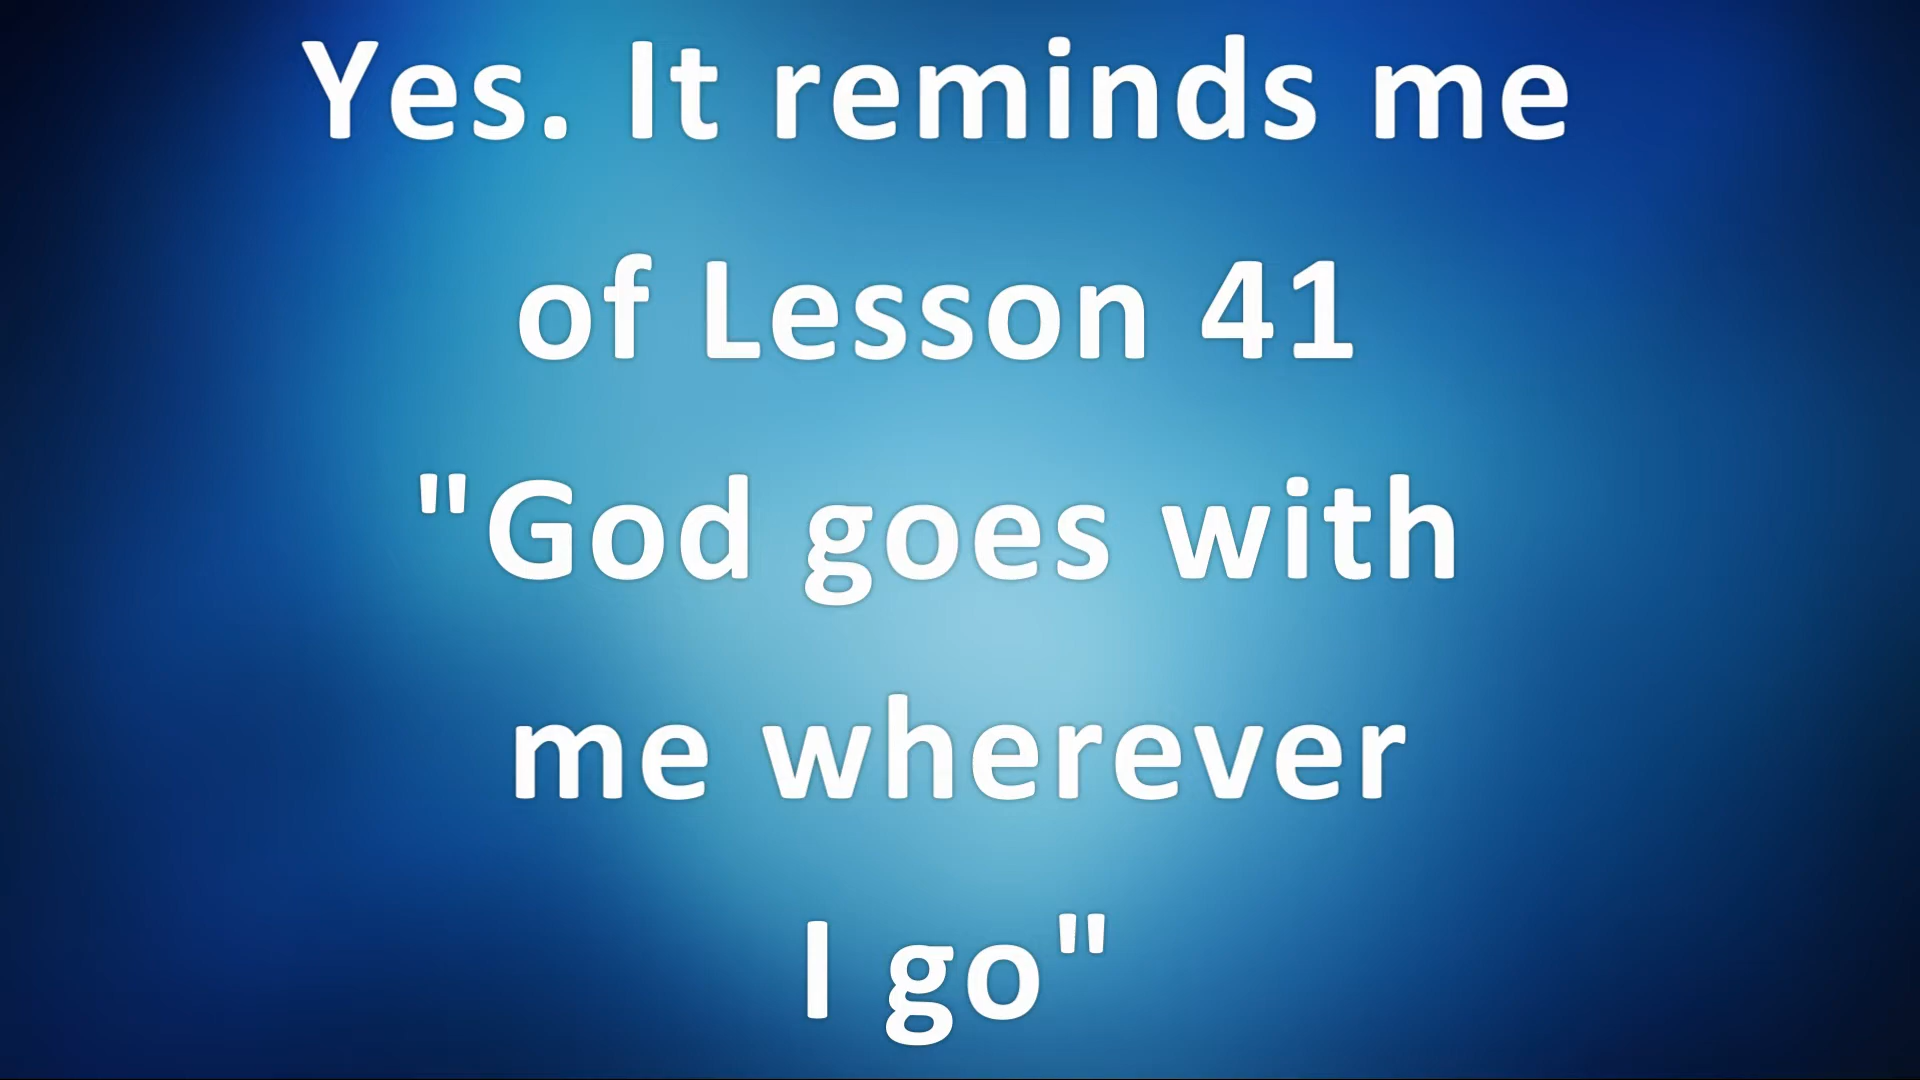 Yes. It reminds me
of Lesson 41
"God goes with
me wherever
I go"